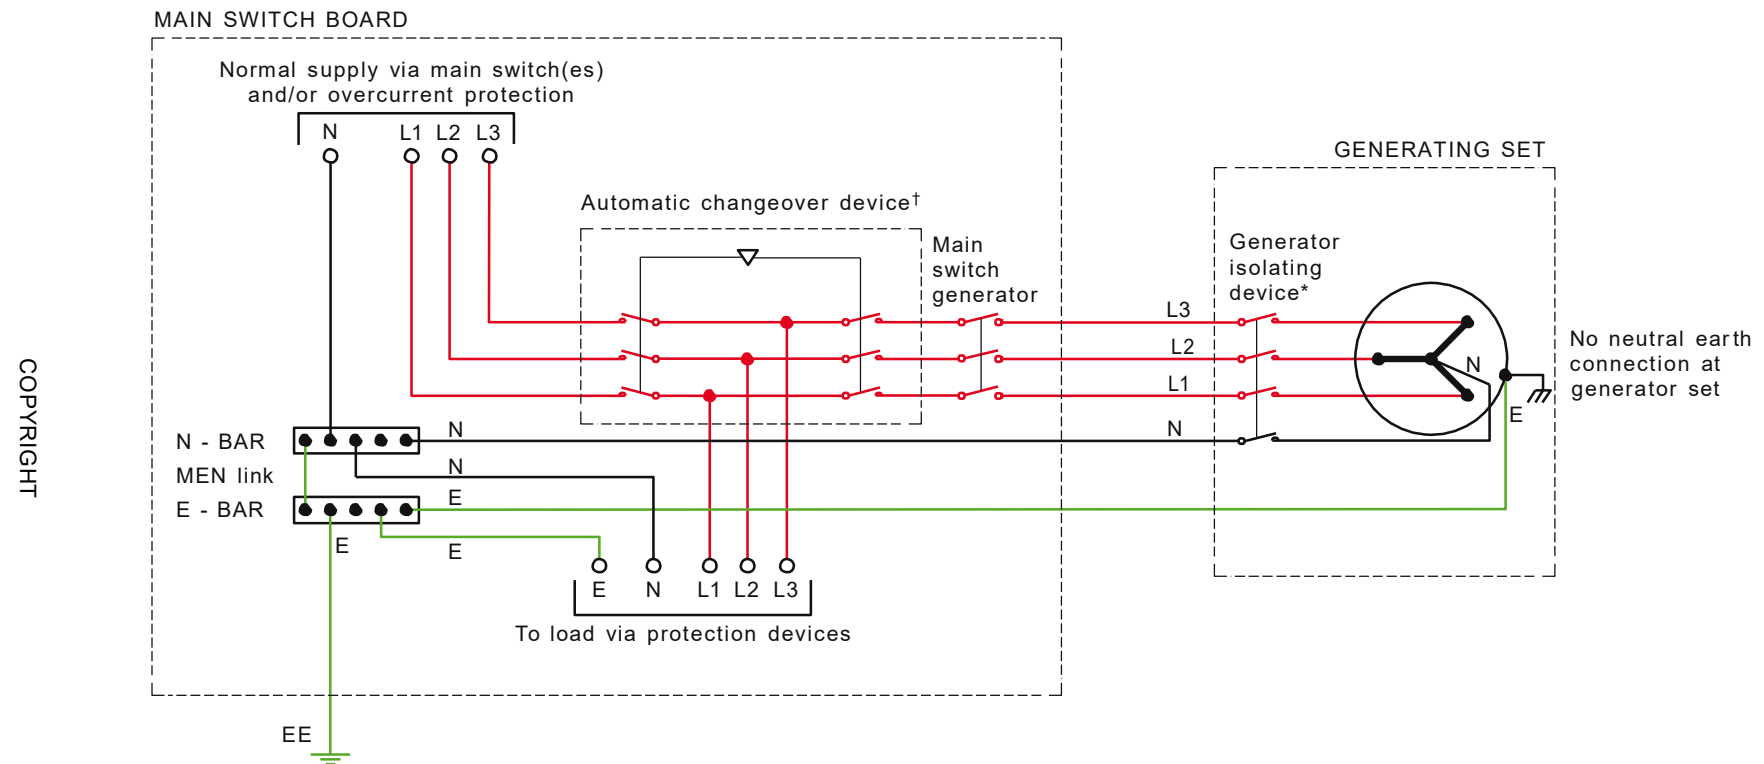 MAIN SWITCH BOARD
Normal supply via main switch(es)
and/or overcurrent protection
N
L1
L2
L3
GENERATING SET
Automatic changeover device†
Main
switch
generator
Generator
isolating
device*
L3
L2
L1
N
N
E
No neutral earth
connection at
generator set
COPYRIGHT
N - BAR
MEN link
E - BAR
N
N
E
E
E
E
N
L1
L2
L3
To load via protection devices
EE